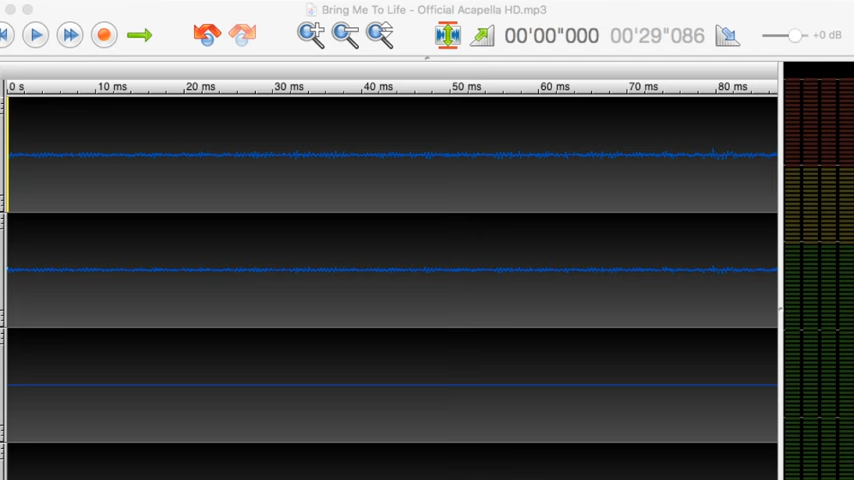 Bring Me To Life - Official Acapella HD.mp3
00'00"000 00'29"086 +0 dB
0 s 10 ms 20 ms 30 ms 40 ms 50 ms 60 ms 70 ms 80 ms